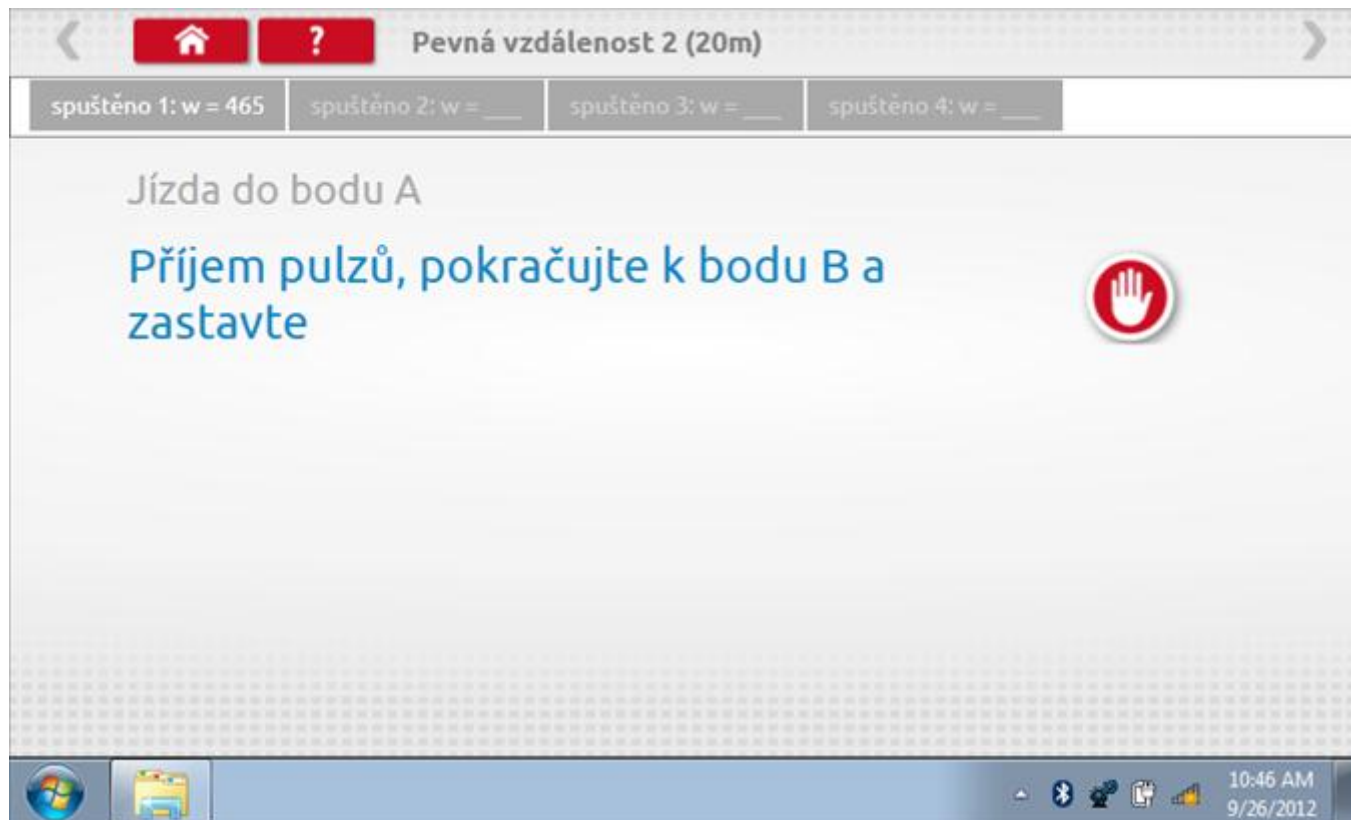 ? Pevná vzdálenost 2 (20m)
spuštěno 1: w = 465 spuštěno 2: w = ___ spuštěno 3: w = ___ spuštěno 4: w = ___
Jízda do bodu A
Příjem pulzů, pokračujte k bodu B a
zastavte
10:46 AM
9/26/2012